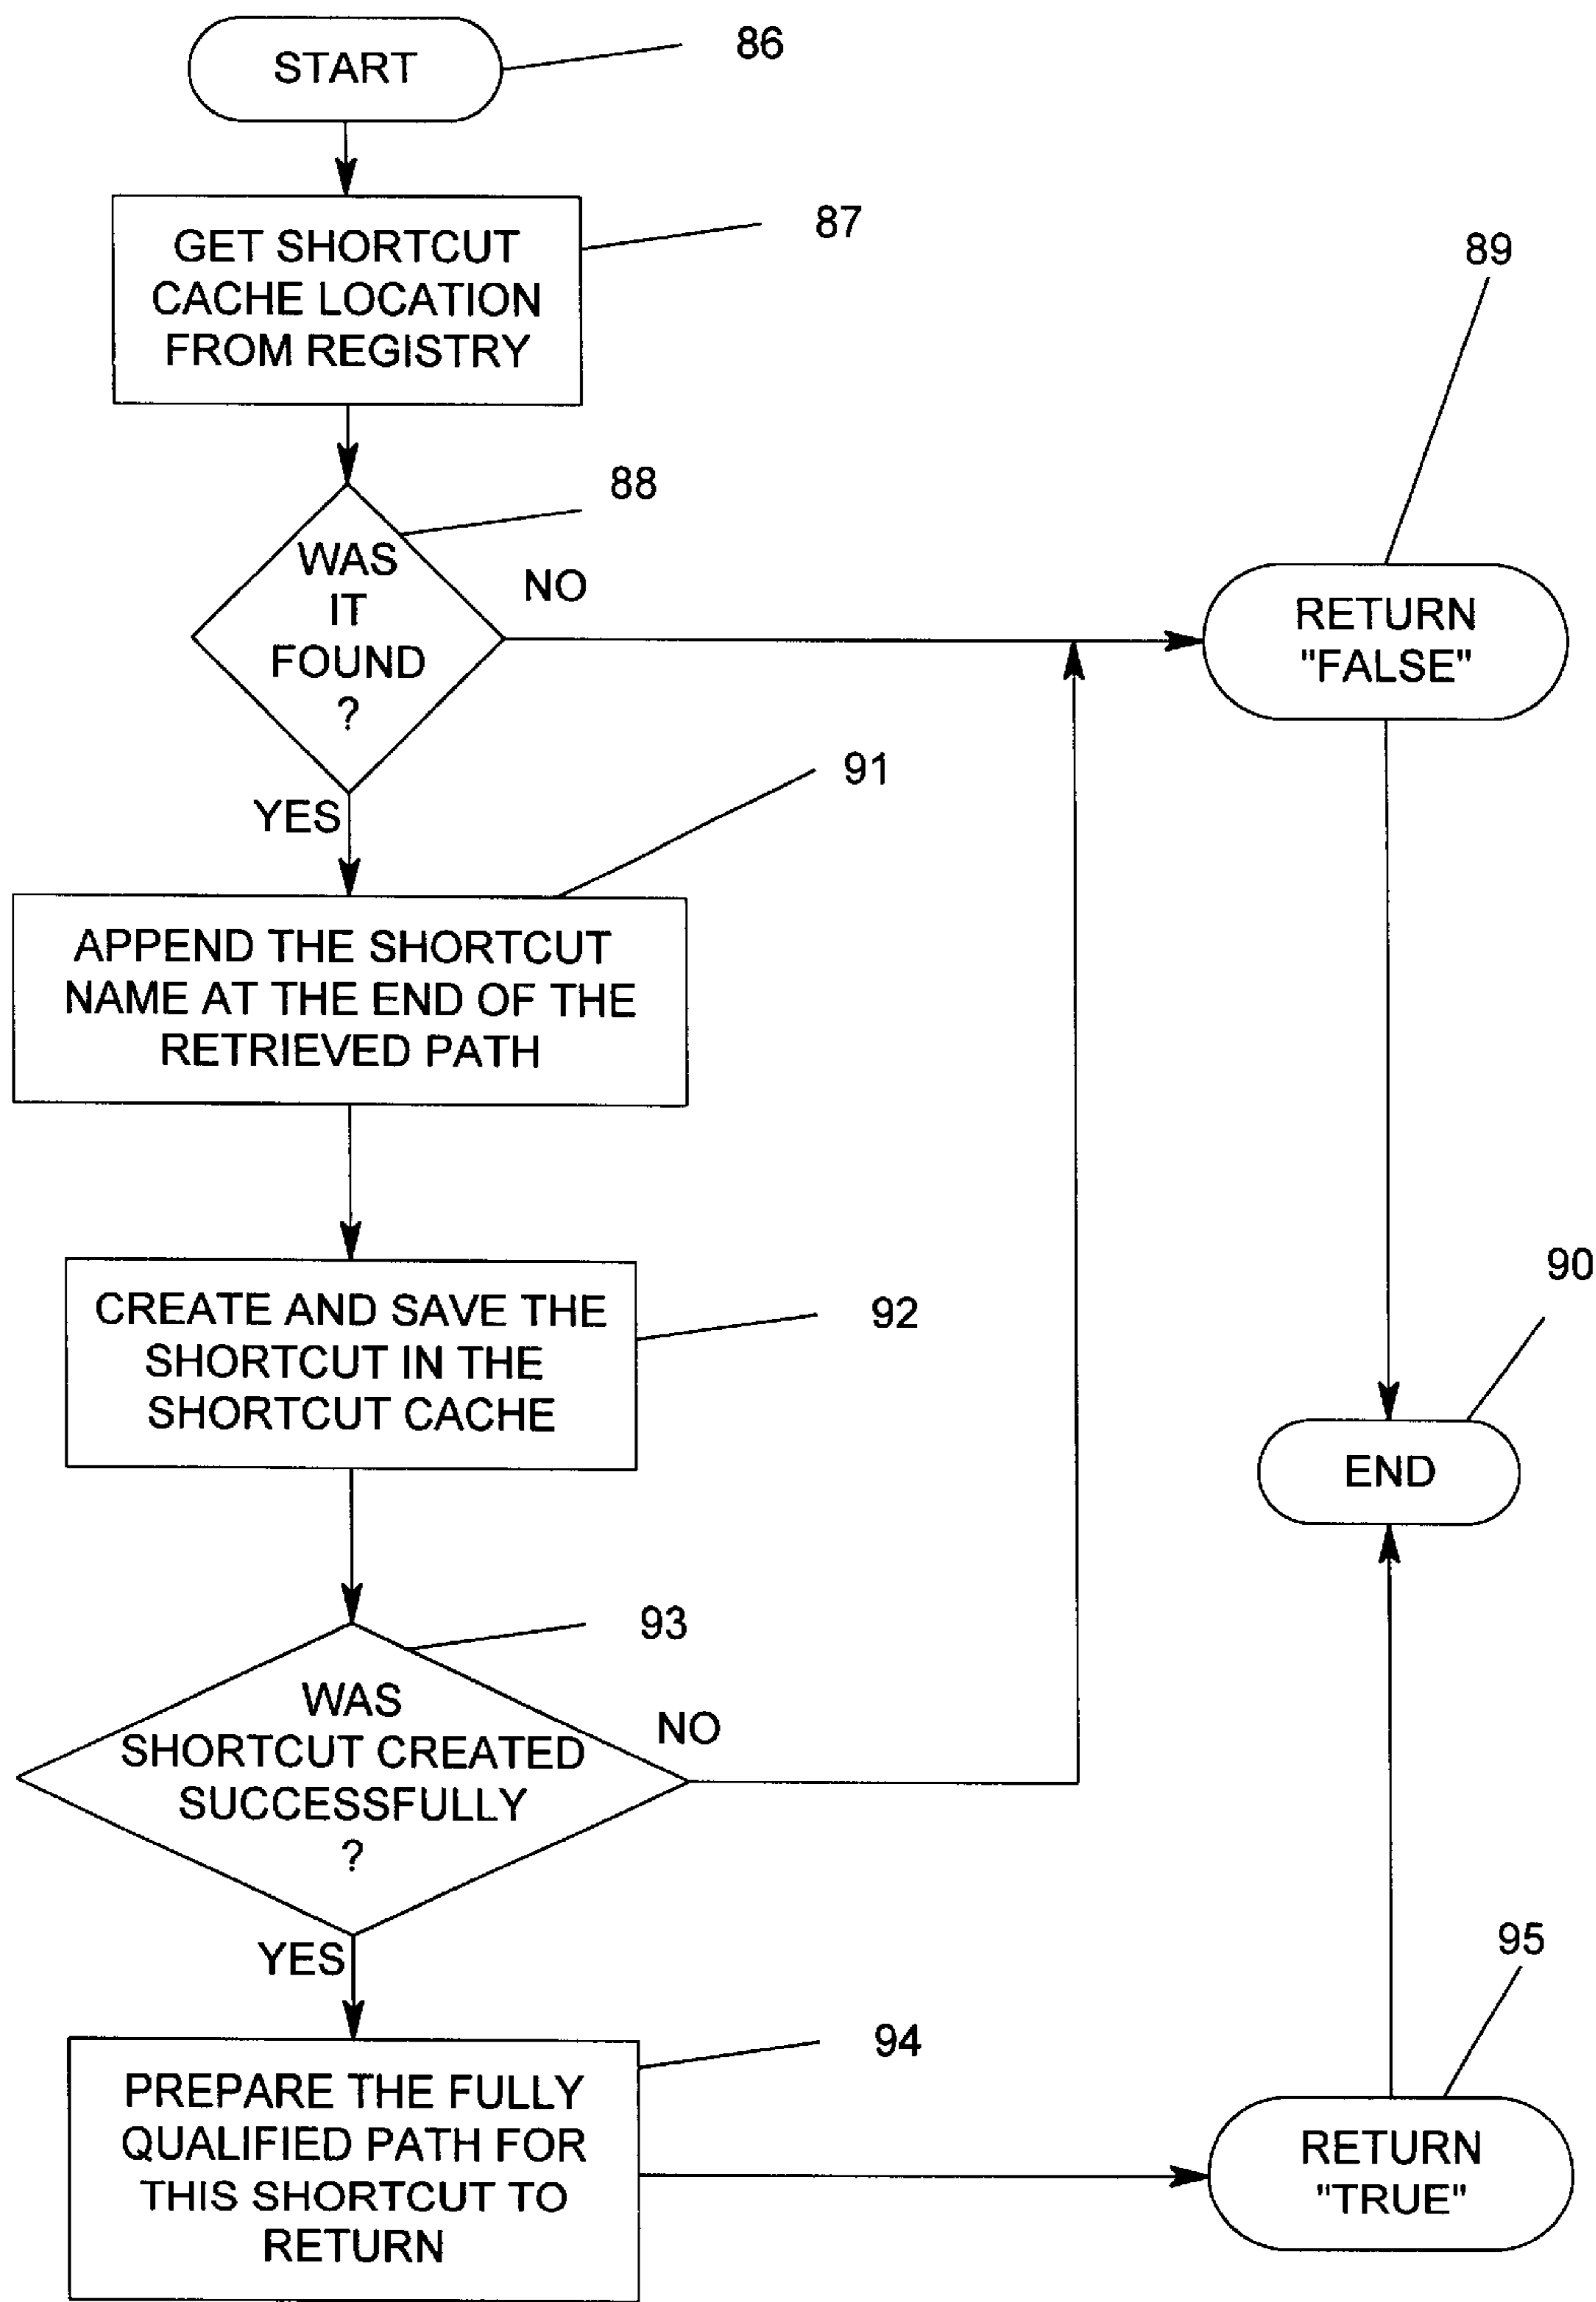 START
86
GET SHORTCUT
CACHE LOCATION
FROM REGISTRY
87
WAS
IT
FOUND
?
88
NO
YES
RETURN
"FALSE"
89
APPEND THE SHORTCUT
NAME AT THE END OF THE
RETRIEVED PATH
91
CREATE AND SAVE THE
SHORTCUT IN THE
SHORTCUT CACHE
92
END
90
WAS
SHORTCUT CREATED
SUCCESSFULLY
?
93
NO
YES
PREPARE THE FULLY
QUALIFIED PATH FOR
THIS SHORTCUT TO
RETURN
94
RETURN
"TRUE"
95